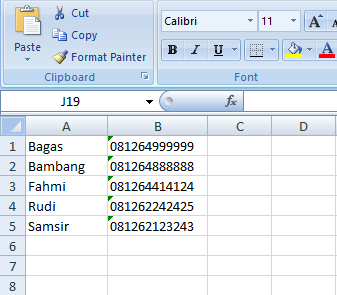 Cut
Copy
Format Painter
Paste
Clipboard
Calibri 11 A A
B I U A
Font
J19 fx
A B C D
1 Bagas 081264999999
2 Bambang 081264888888
3 Fahmi 081264414124
4 Rudi 081262242425
5 Samsir 081262123243
6
7
8